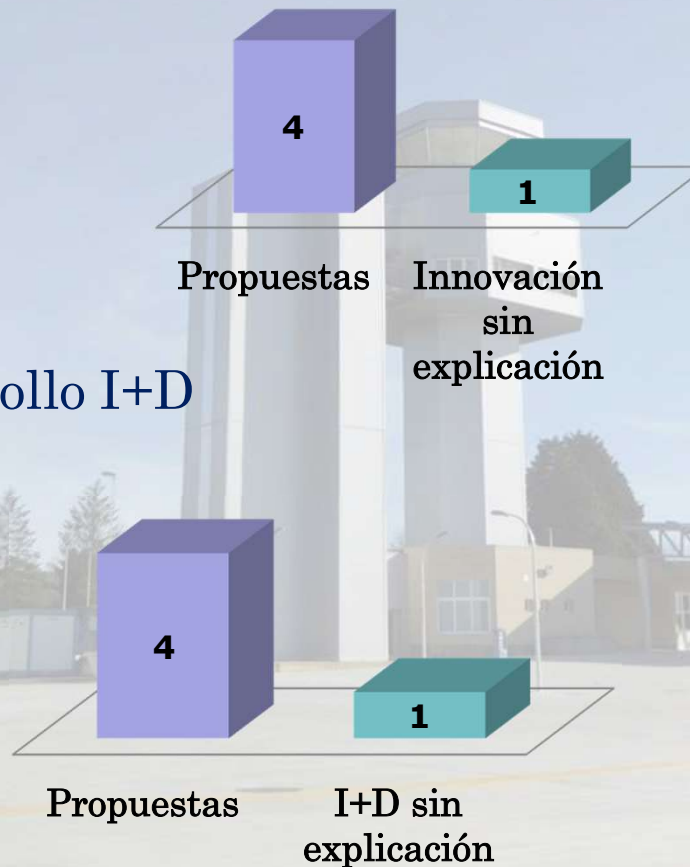 4
1
Propuestas
Innovación
sin
explicación
ollo I+D
4
1
Propuestas
I+D sin
explicación